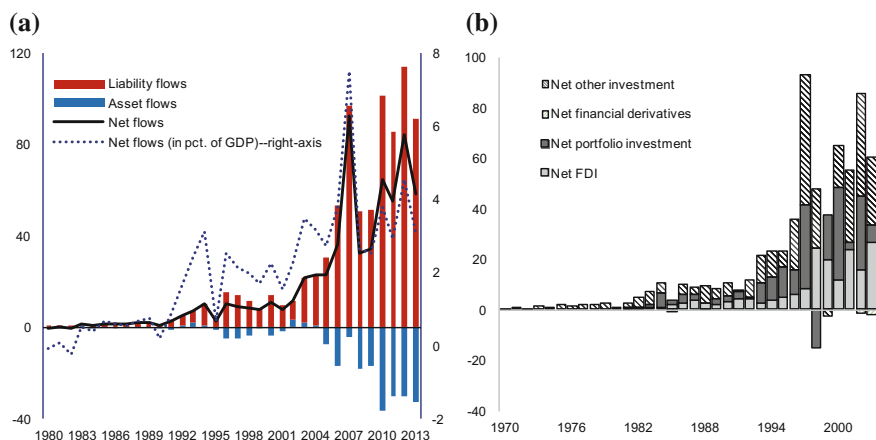 (a)
120
80
40
0
-40
8
6
4
2
0
-2
Liability flows
Asset flows
Net flows
Net flows (in pct. of GDP)--right-axis
1980 1983 1986 1989 1992 1995 1998 2001 2004 2007 2010 2013
(b)
100
80
60
40
20
0
-20
-40
Net other investment
Net financial derivatives
Net portfolio investment
Net FDI
1970 1976 1982 1988 1994 2000